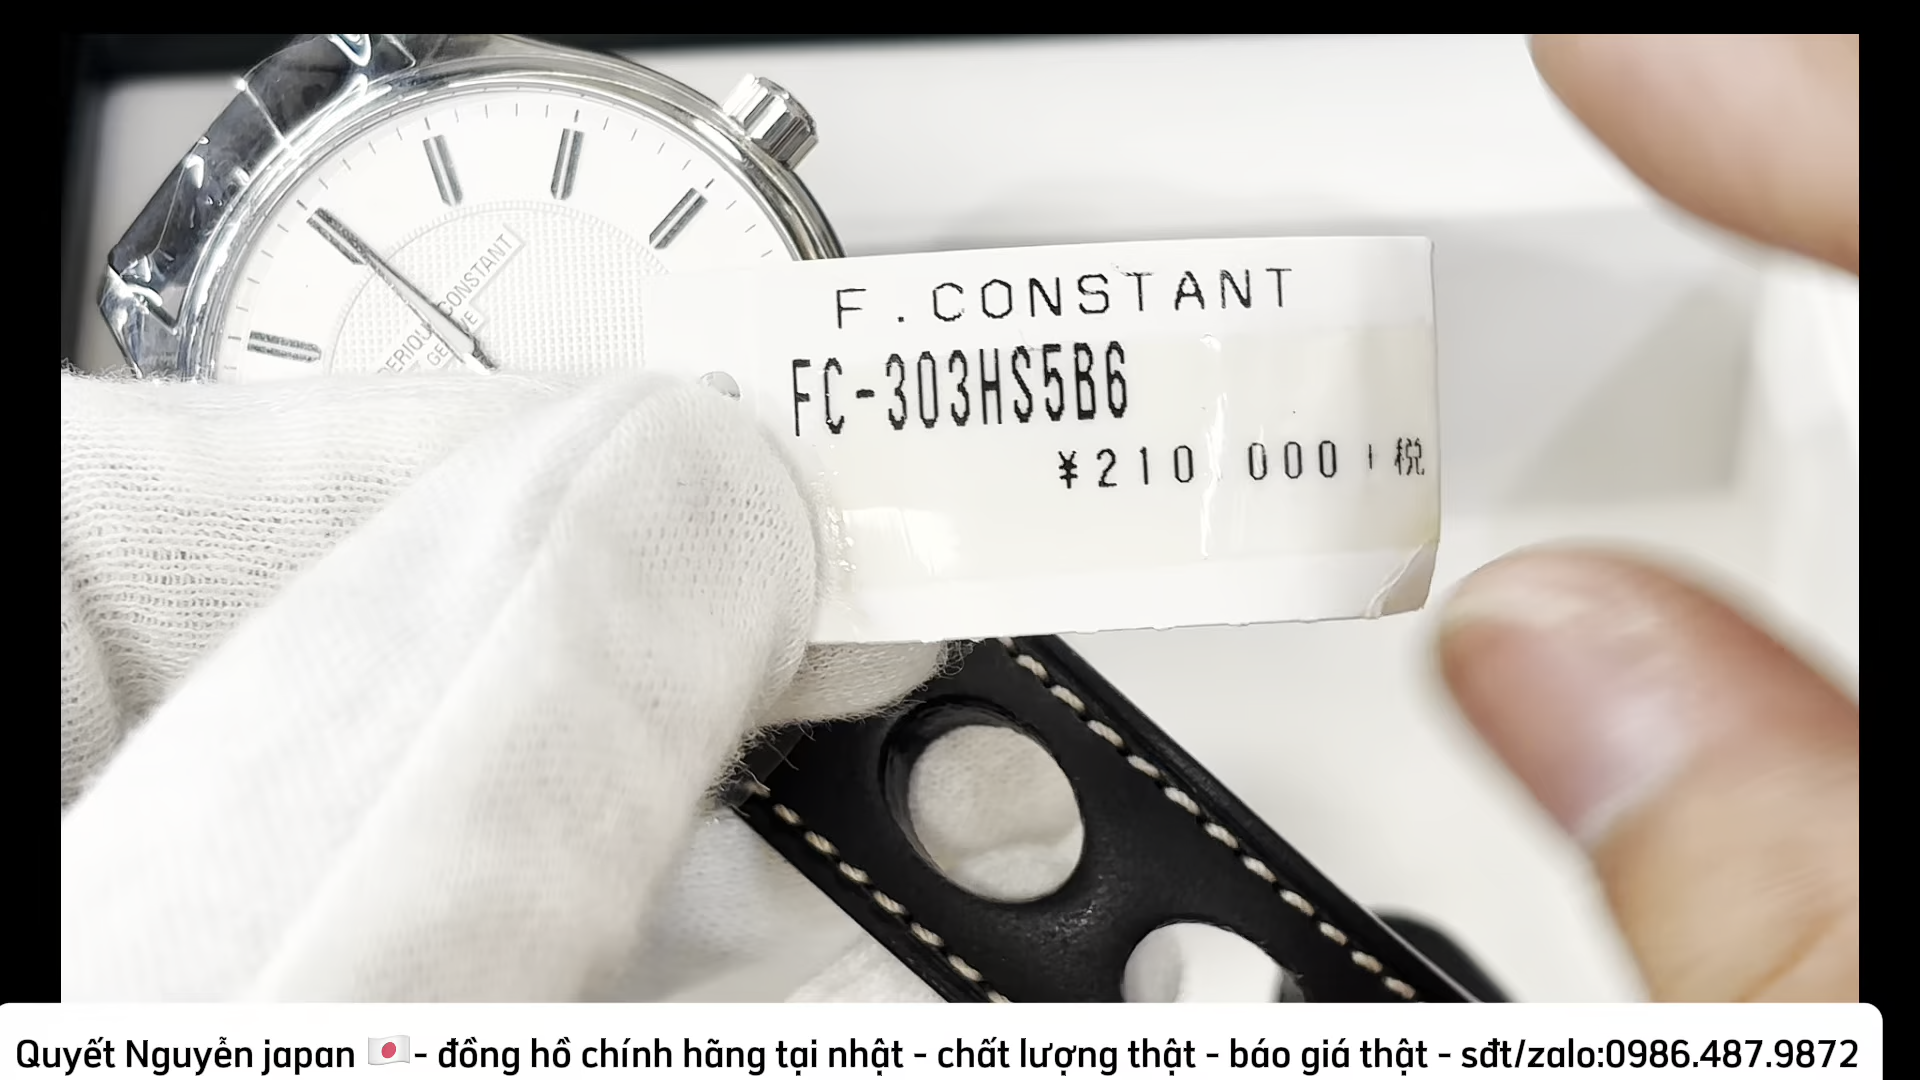 FREDERIQUE CONSTANT
GENEVE
F.CONSTANT
FC-303HS5B6
¥210,000+税
Quyết Nguyễn japan 🇯🇵- đồng hồ chính hãng tại nhật - chất lượng thật - báo giá thật - sđt/zalo:0986.487.9872